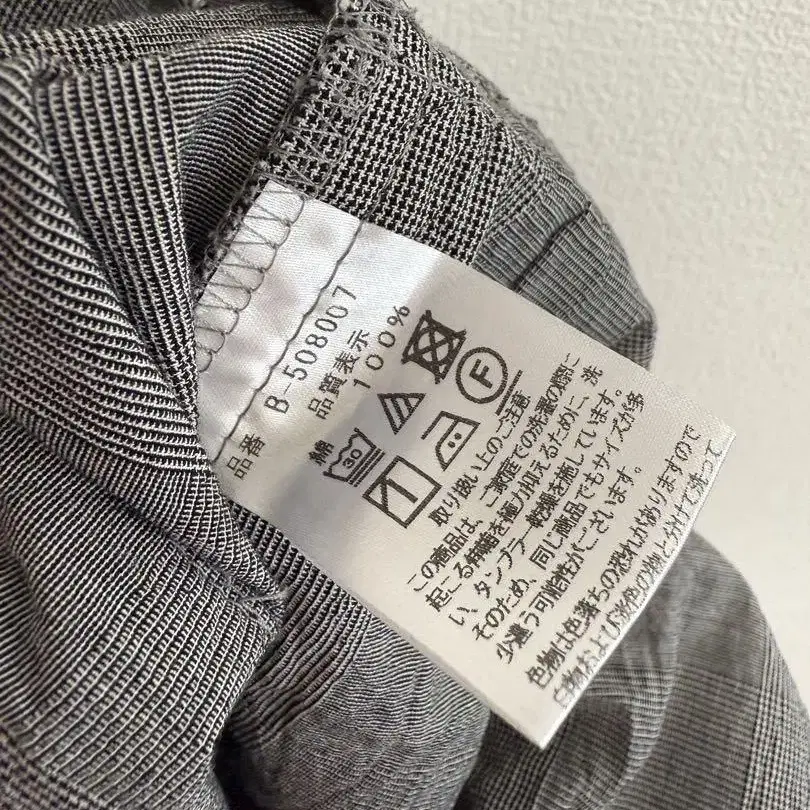 品番 B-508007
品質表示
綿 100%
30
F
取り扱い上のご注意
この商品は、ご家庭での洗濯の際に
起こる伸縮を極力抑えるために、洗
い、タンブラー乾燥を施しています。
そのため、同じ商品でもサイズが多
少違う可能性がございます。
色物は色落ちの恐れがありますので
白物および淡色の物と分けて洗って